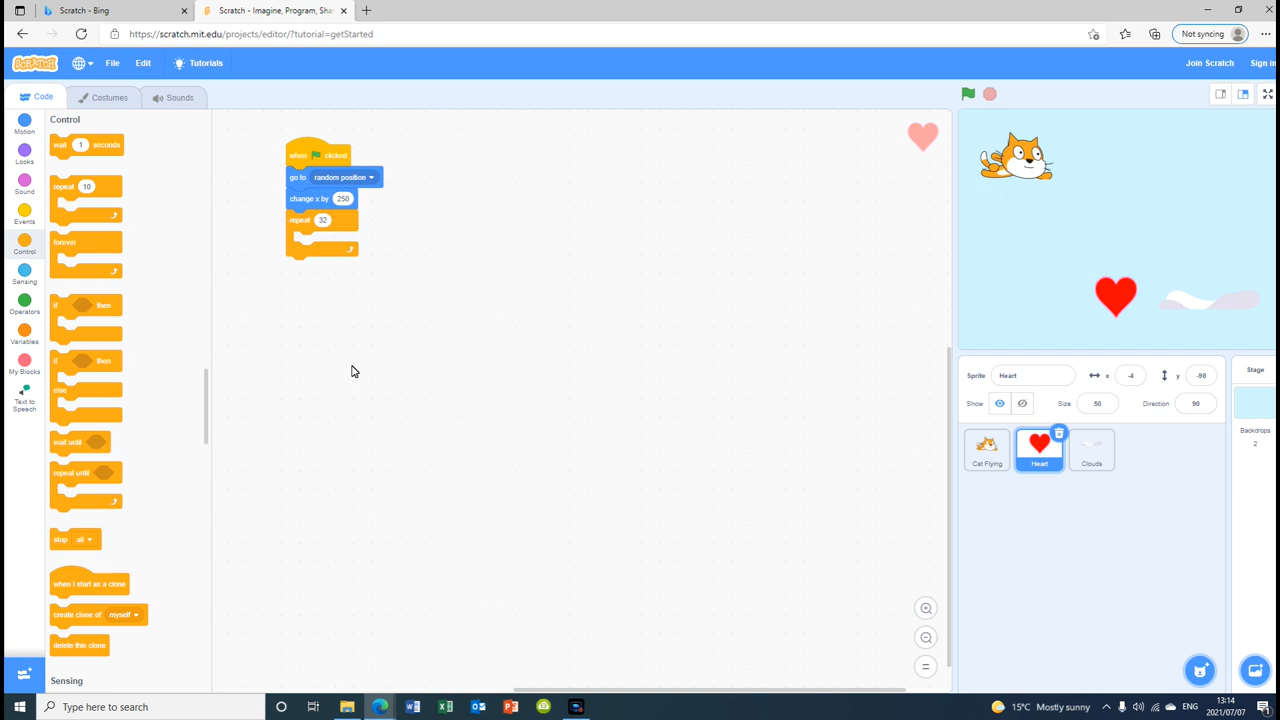 Scratch - Bing
Scratch - Imagine, Program, Sha
https://scratch.mit.edu/projects/editor/?tutorial=getStarted
Not syncing
SCRATCH
File
Edit
Tutorials
Join Scratch
Sign in
Code
Costumes
Sounds
Motion
Looks
Sound
Events
Control
Sensing
Operators
Variables
My Blocks
Text to
Speech
Control
wait 1 seconds
repeat 10
forever
if then
if then
else
wait until
repeat until
stop all
when I start as a clone
create clone of myself
delete this clone
Sensing
when clicked
go to random position
change x by 250
repeat 32
Sprite Heart x -4 y -98
Show Size 50 Direction 90
Cat Flying
Heart
Clouds
Stage
Backdrops
2
Type here to search
15°C Mostly sunny
ENG
13:14
2021/07/07